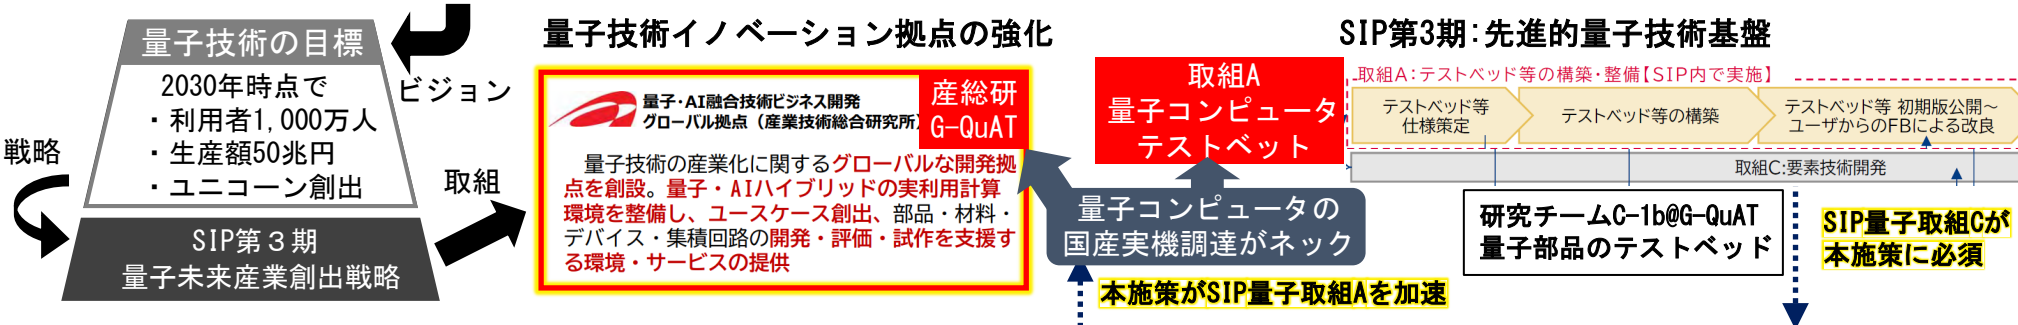 量子技術の目標
2030年時点で
・利用者1,000万人
・生産額50兆円
・ユニコーン創出
ビジョン
戦略
SIP第３期
量子未来産業創出戦略
取組
量子技術イノベーション拠点の強化
量子・AI融合技術ビジネス開発
グローバル拠点（産業技術総合研究所）
産総研
G-QuAT
量子技術の産業化に関するグローバルな開発拠
点を創設。量子・AIハイブリッドの実利用計算
環境を整備し、ユースケース創出、部品・材料・
デバイス・集積回路の開発・評価・試作を支援す
る環境・サービスの提供
取組A
量子コンピュータ
テストベット
量子コンピュータの
国産実機調達がネック
本施策がSIP量子取組Aを加速
SIP第3期:先進的量子技術基盤
取組A:テストベッド等の構築・整備【SIP内で実施】
テストベッド等
仕様策定
テストベッド等の構築
テストベッド等 初期版公開～
ユーザからのFBによる改良
取組C:要素技術開発
研究チームC-1b@G-QuAT
量子部品のテストベッド
SIP量子取組Cが
本施策に必須